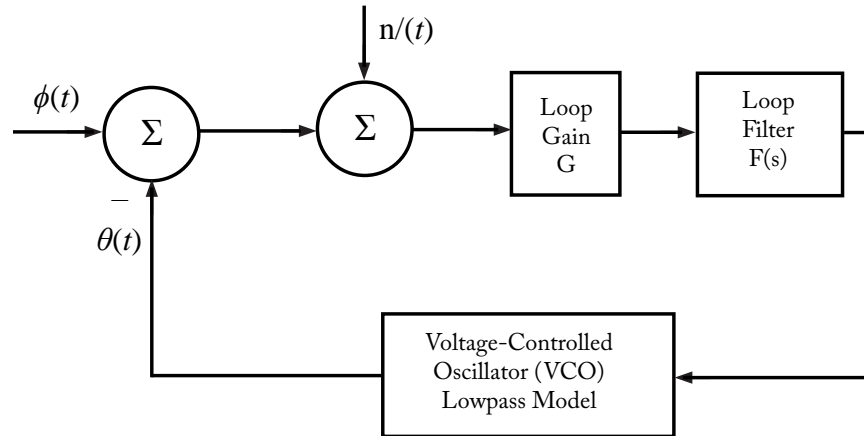 n/(t)
ϕ(t)
Σ
Σ
Loop
Gain
G
Loop
Filter
F(s)
–
θ(t)
Voltage-Controlled
Oscillator (VCO)
Lowpass Model